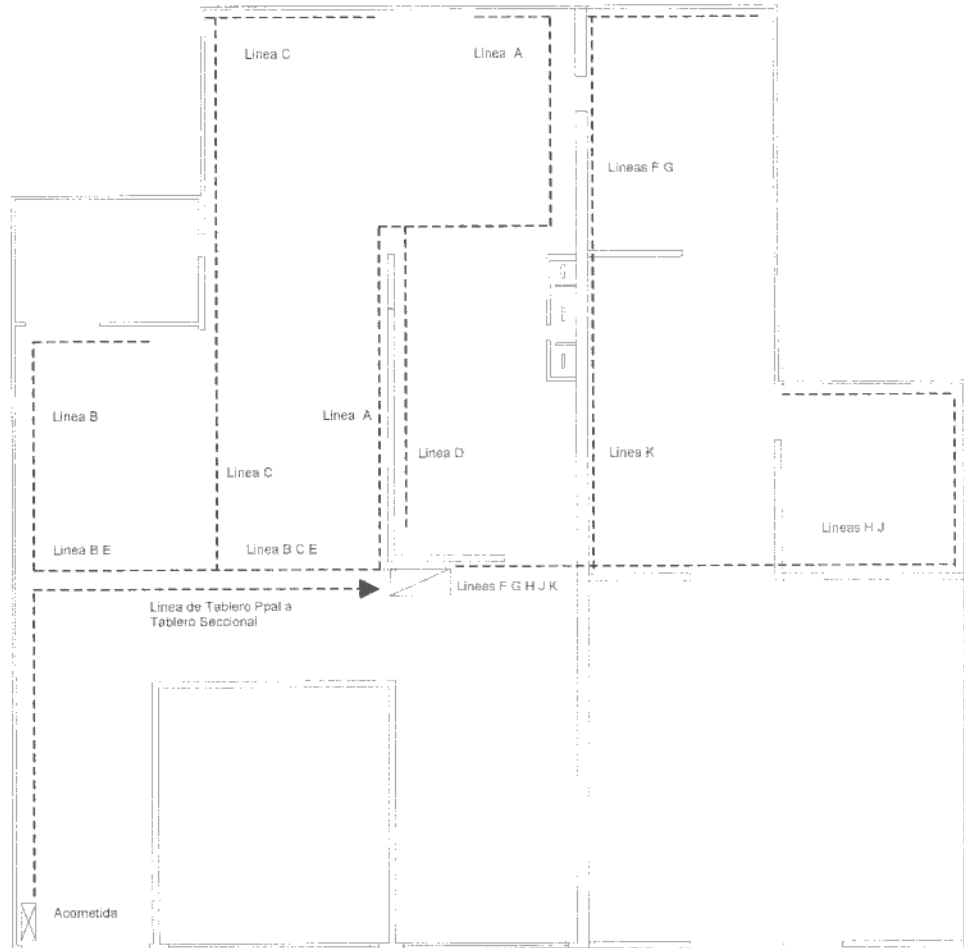 Linea C
Linea A
Lineas F G
Linea B
Linea A
Linea D
Linea K
Linea C
Lineas H J
Linea B E
Linea B C E
Lineas F G H J K
Linea de Tablero Ppal a
Tablero Seccional
Acometida